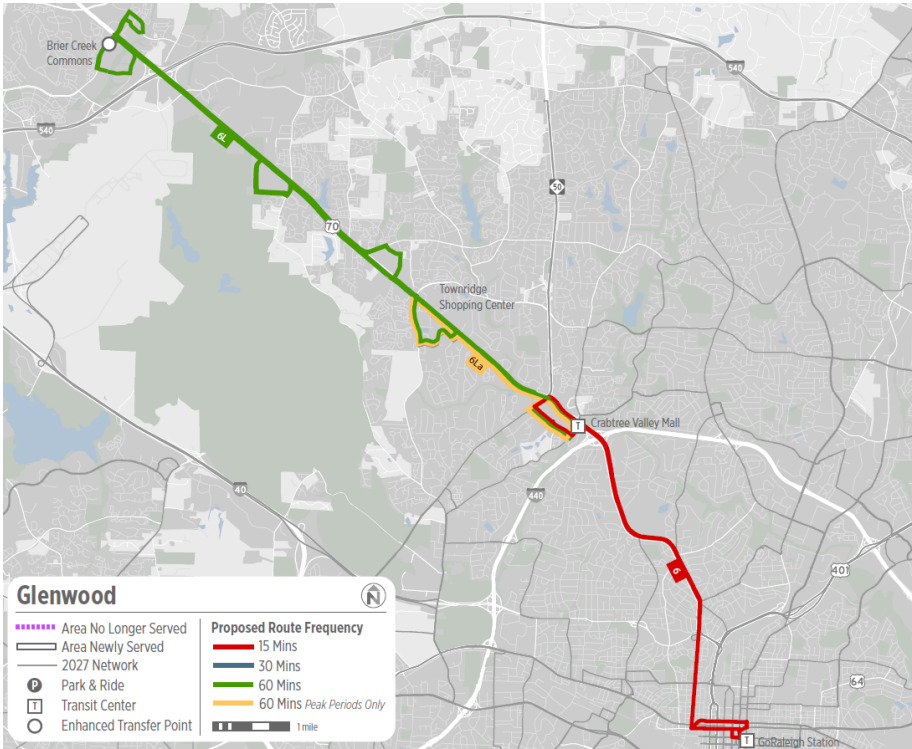 Brier Creek
Commons
540
540
6L
50
70
Townridge
Shopping Center
6La
T
Crabtree Valley Mall
40
440
6
401
64
T
GoRaleigh Station
Glenwood
N
Area No Longer Served
Area Newly Served
2027 Network
P
Park & Ride
T
Transit Center
Enhanced Transfer Point
Proposed Route Frequency
15 Mins
30 Mins
60 Mins
60 Mins Peak Periods Only
1 mile